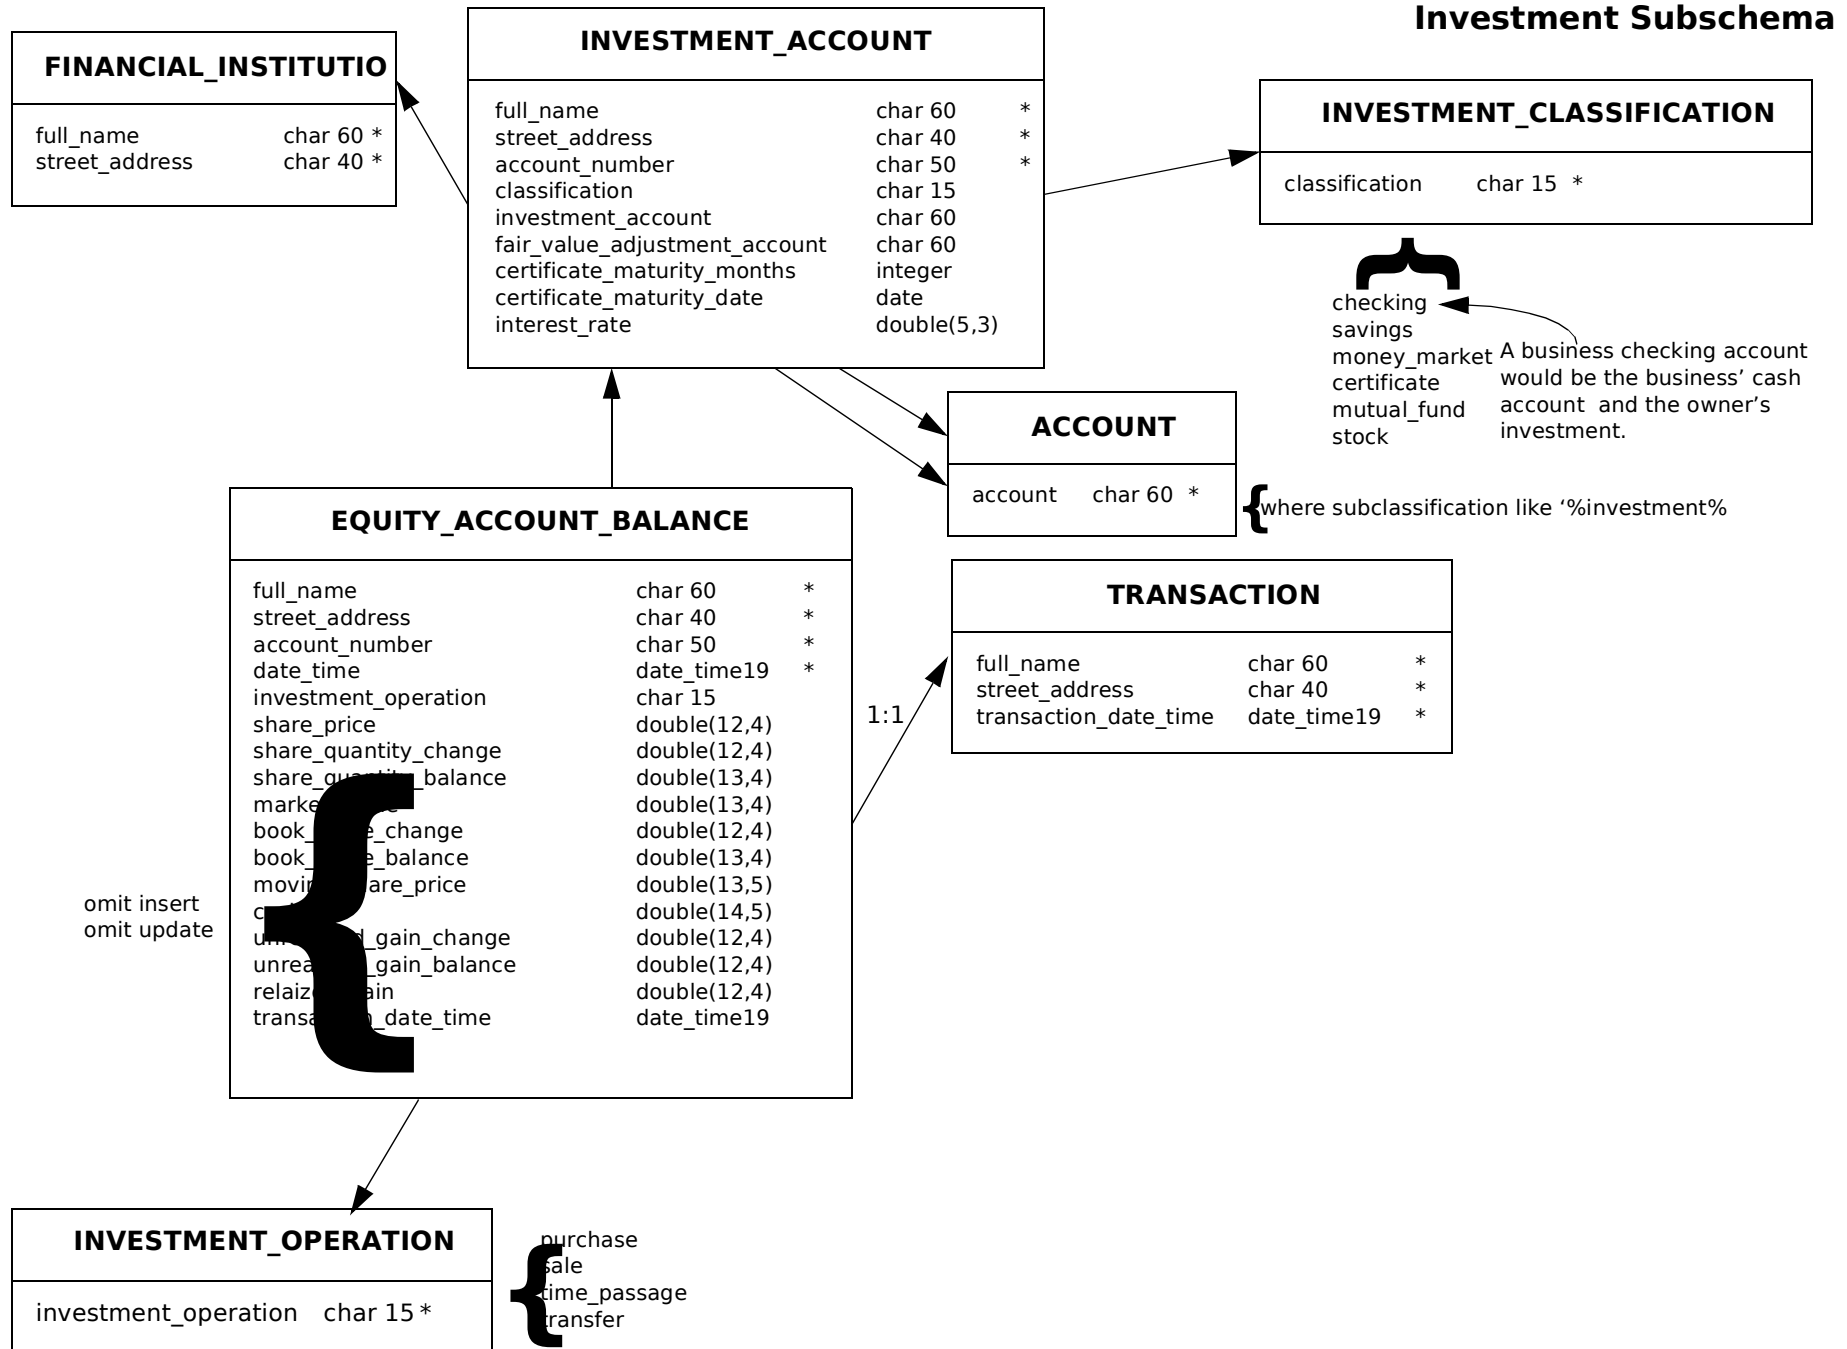 Investment Subschema
FINANCIAL_INSTITUTIO
full_name char 60 *
street_address char 40 *
INVESTMENT_ACCOUNT
full_name char 60 *
street_address char 40 *
account_number char 50 *
classification char 15
investment_account char 60
fair_value_adjustment_account char 60
certificate_maturity_months integer
certificate_maturity_date date
interest_rate double(5,3)
INVESTMENT_CLASSIFICATION
classification char 15 *
checking
savings
money_market
certificate
mutual_fund
stock
A business checking account
would be the business’ cash
account and the owner’s
investment.
ACCOUNT
account char 60 *
where subclassification like ‘%investment%
EQUITY_ACCOUNT_BALANCE
full_name char 60 *
street_address char 40 *
account_number char 50 *
date_time date_time19 *
investment_operation char 15
share_price double(12,4)
share_quantity_change double(12,4)
share_quantity_balance double(13,4)
double(13,4)
double(12,4)
double(13,4)
double(13,5)
double(14,5)
double(12,4)
double(12,4)
double(12,4)
transaction_date_time date_time19
omit insert
omit update
1:1
TRANSACTION
full_name char 60 *
street_address char 40 *
transaction_date_time date_time19 *
INVESTMENT_OPERATION
investment_operation char 15 *
purchase
sale
time_passage
transfer